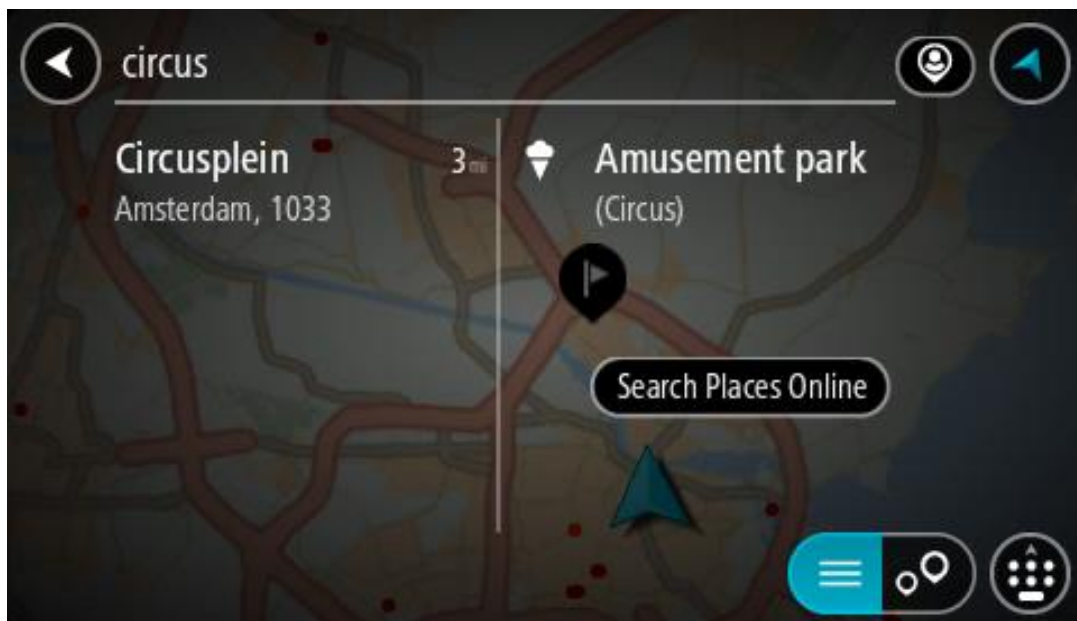 circus
Circusplein
3 mi
Amsterdam, 1033
Amusement park
(Circus)
Search Places Online